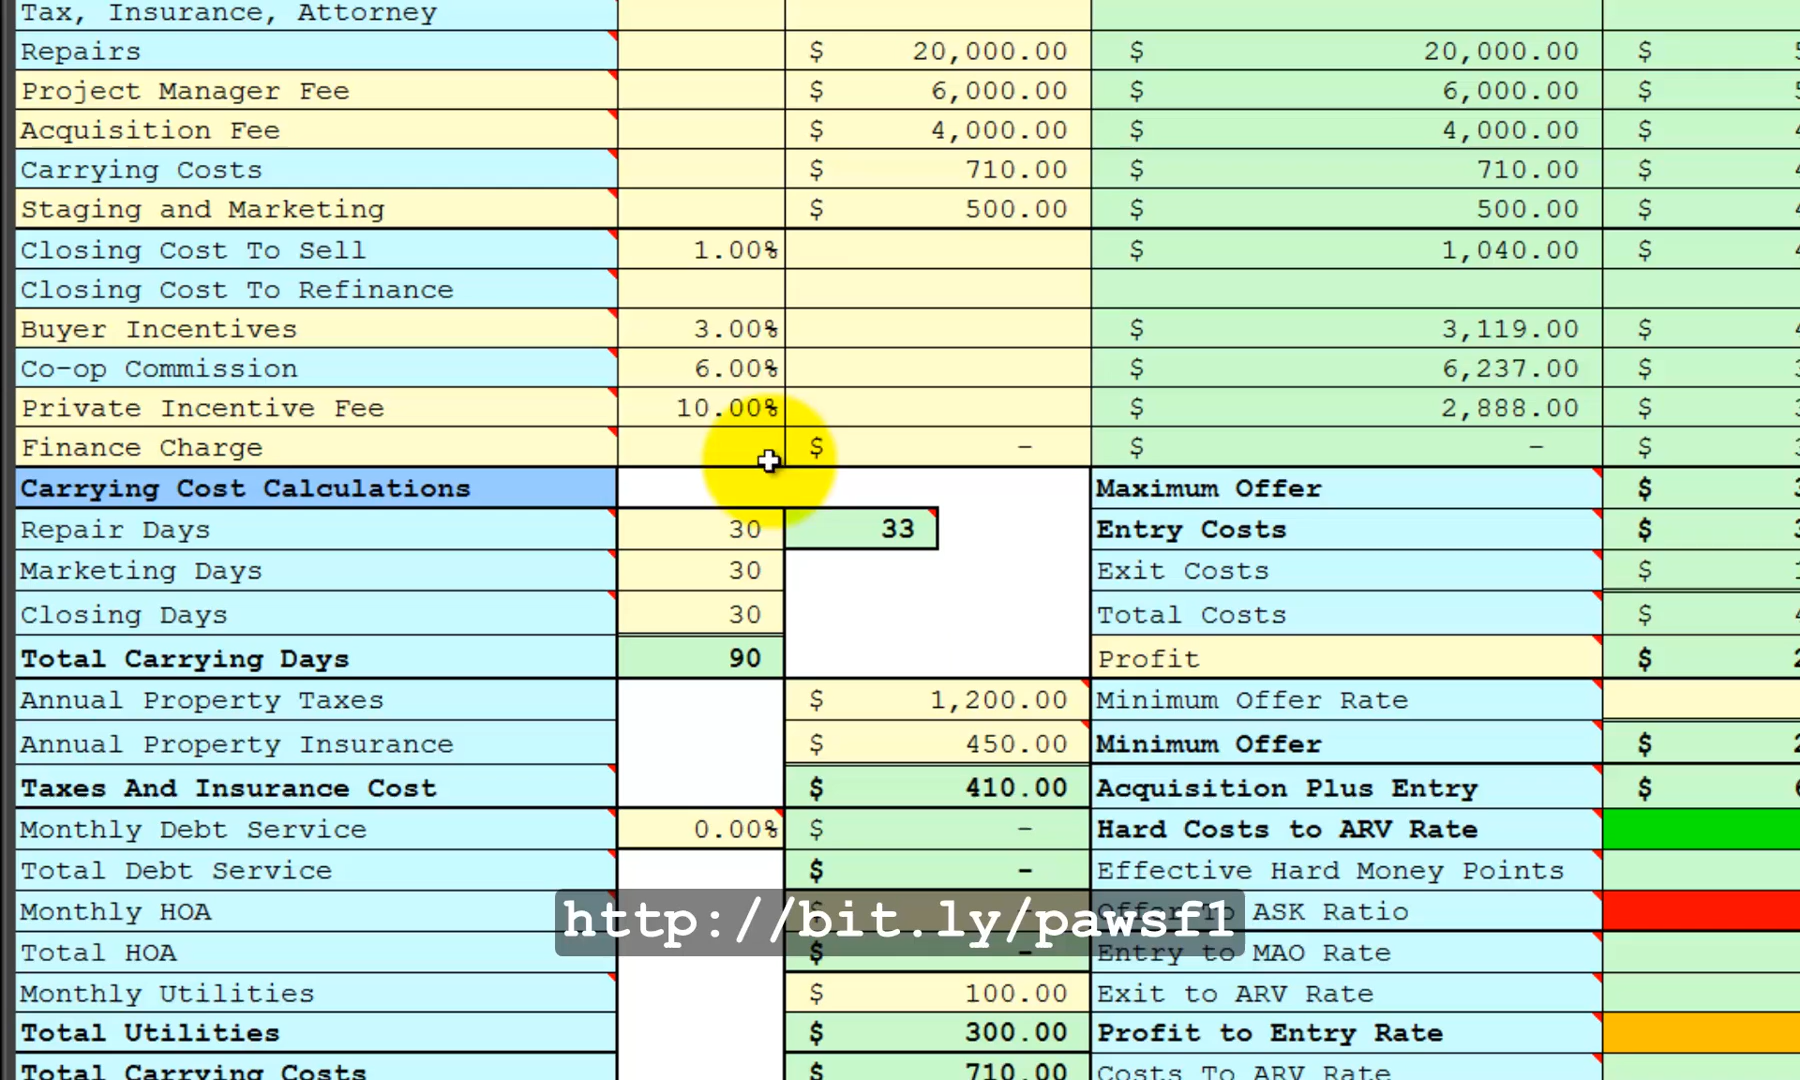 Tax, Insurance, Attorney
Repairs $ 20,000.00 $ 20,000.00 $
Project Manager Fee $ 6,000.00 $ 6,000.00 $
Acquisition Fee $ 4,000.00 $ 4,000.00 $
Carrying Costs $ 710.00 $ 710.00 $
Staging and Marketing $ 500.00 $ 500.00 $
Closing Cost To Sell 1.00% $ 1,040.00 $
Closing Cost To Refinance
Buyer Incentives 3.00% $ 3,119.00 $
Co-op Commission 6.00% $ 6,237.00 $
Private Incentive Fee 10.00% $ 2,888.00 $
Finance Charge $ - $ - $
Carrying Cost Calculations Maximum Offer $
Repair Days 30 33 Entry Costs $
Marketing Days 30 Exit Costs $
Closing Days 30 Total Costs $
Total Carrying Days 90 Profit $
Annual Property Taxes $ 1,200.00 Minimum Offer Rate
Annual Property Insurance $ 450.00 Minimum Offer $
Taxes And Insurance Cost $ 410.00 Acquisition Plus Entry $
Monthly Debt Service 0.00% $ - Hard Costs to ARV Rate
Total Debt Service $ - Effective Hard Money Points
Monthly HOA $ - Offer To ASK Ratio
http://bit.ly/pawsf1
Total HOA $ - Entry to MAO Rate
Monthly Utilities $ 100.00 Exit to ARV Rate
Total Utilities $ 300.00 Profit to Entry Rate
Total Carrying Costs $ 710.00 Costs To ARV Rate